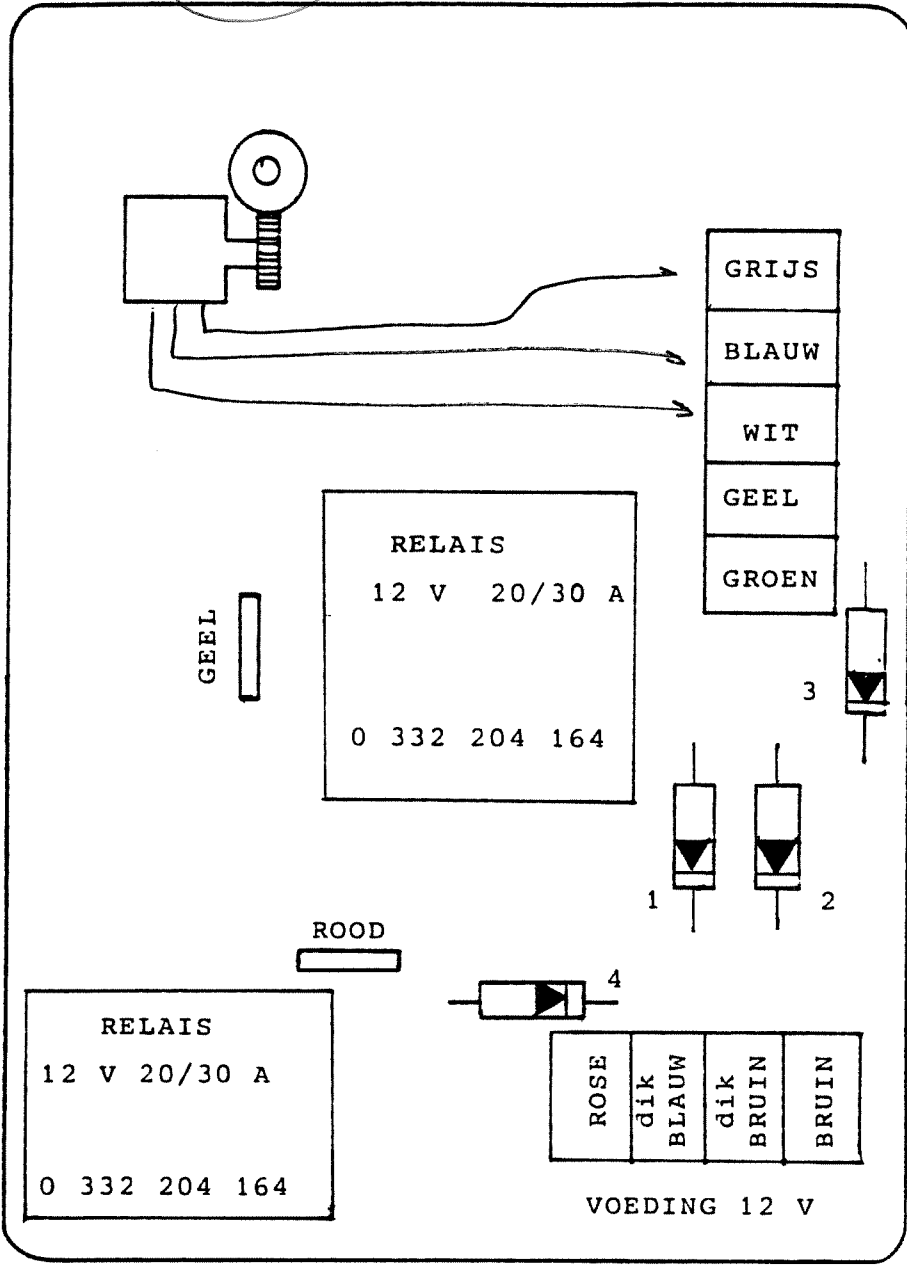 GRIJS
BLAUW
WIT
GEEL
GROEN
RELAIS
12 V 20/30 A
0 332 204 164
GEEL
3
1
2
ROOD
4
RELAIS
12 V 20/30 A
0 332 204 164
ROSE
dik
BLAUW
dik
BRUIN
BRUIN
VOEDING 12 V